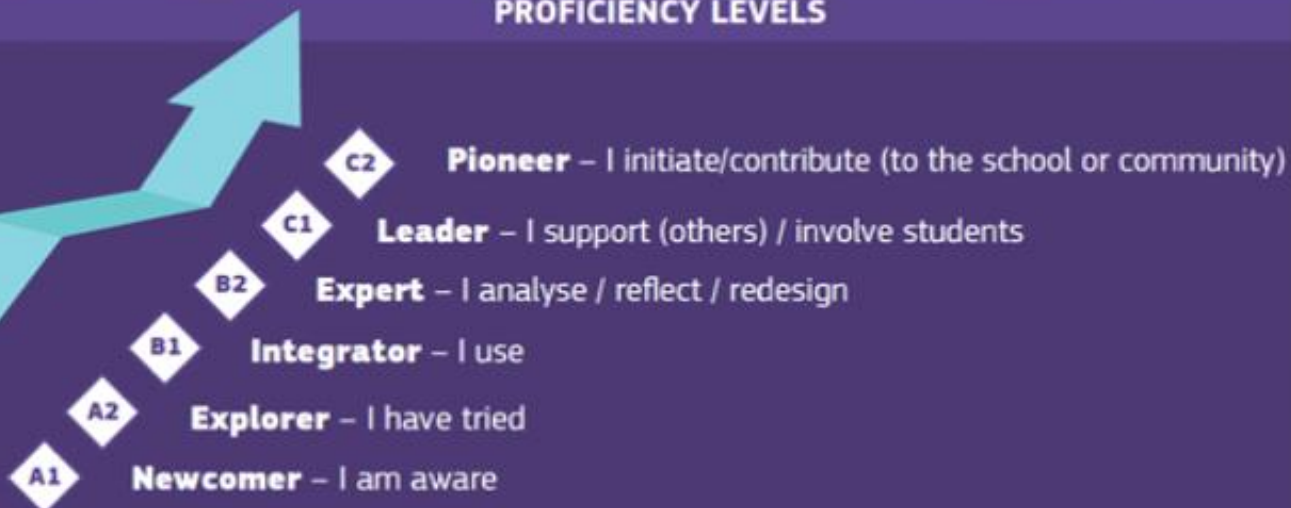 PROFICIENCY LEVELS
C2 Pioneer – I initiate/contribute (to the school or community)
C1 Leader – I support (others) / involve students
B2 Expert – I analyse / reflect / redesign
B1 Integrator – I use
A2 Explorer – I have tried
A1 Newcomer – I am aware